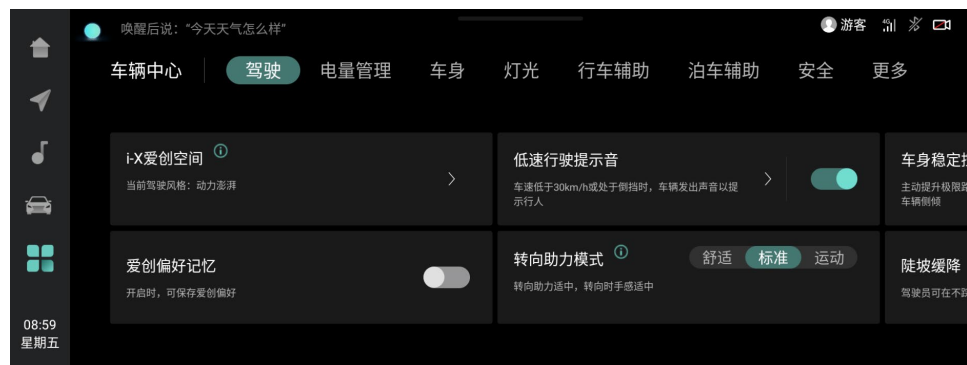 唤醒后说："今天天气怎么样"
游客
4G
车辆中心
驾驶
电量管理
车身
灯光
行车辅助
泊车辅助
安全
更多
i-X爱创空间
当前驾驶风格：动力澎湃
低速行驶提示音
车速低于30km/h或处于倒挡时，车辆发出声音以提
示行人
车身稳定
主动提升极限
车辆侧倾
爱创偏好记忆
开启时，可保存爱创偏好
转向助力模式
舒适
标准
运动
转向助力适中，转向时手感适中
陡坡缓降
驾驶员可在不
08:59
星期五